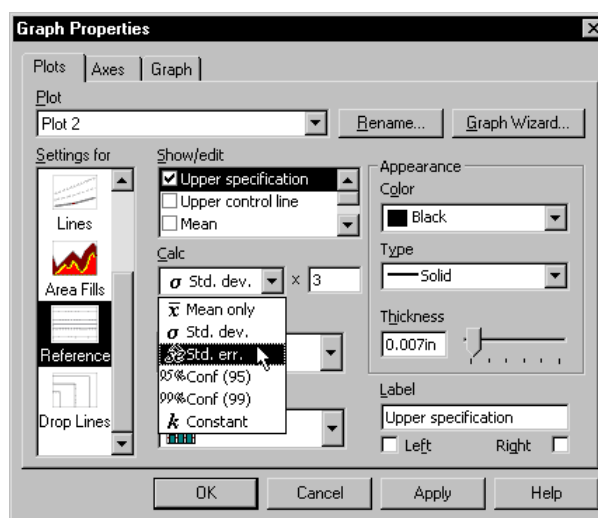 Graph Properties
Plots Axes Graph
Plot
Plot 2
Rename... Graph Wizard...
Settings for
Lines
Area Fills
Reference
Drop Lines
Show/edit
Upper specification
Upper control line
Mean
Calc
σ Std. dev. × 3
x̅ Mean only
σ Std. dev.
Std. err.
95% Conf (95)
99% Conf (99)
k Constant
Appearance
Color
Black
Type
Solid
Thickness
0.007in
Label
Upper specification
Left Right
OK Cancel Apply Help